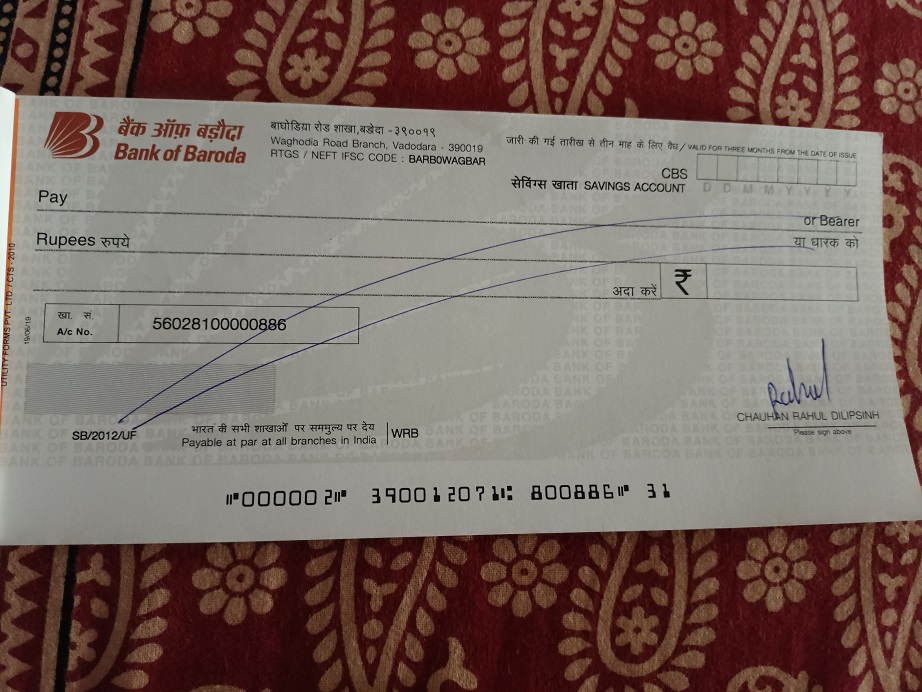 बैंक ऑफ़ बड़ौदा
Bank of Baroda
बाघोडिया रोड शाखा,बडेदा -३९००१९
Waghodia Road Branch, Vadodara - 390019
RTGS / NEFT IFSC CODE : BARB0WAGBAR
जारी की गई तारीख से तीन माह के लिए वैध/ VALID FOR THREE MONTHS FROM THE DATE OF ISSUE
CBS
सेविंग्स खाता SAVINGS ACCOUNT
D D M M Y Y Y Y
Pay
or Bearer
Rupees रुपये
या धारक को
अदा करें ₹
खा. सं.
A/c No.
56028100000886
UTILITY FORMS PVT. LTD. / CTS - 2010
19/06/19
Rahul
CHAUHAN RAHUL DILIPSINH
Please sign above
SB/2012/UF
भारत की सभी शाखाओं पर सममुल्य पर देय
Payable at par at all branches in India
WRB
⑈000002⑈ 390012071⑆ 800886⑈ 31